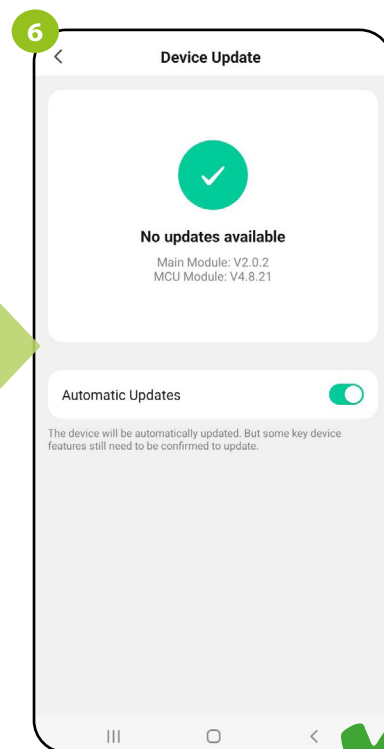 6
Device Update
No updates available
Main Module: V2.0.2
MCU Module: V4.8.21
Automatic Updates
The device will be automatically updated. But some key device
features still need to be confirmed to update.